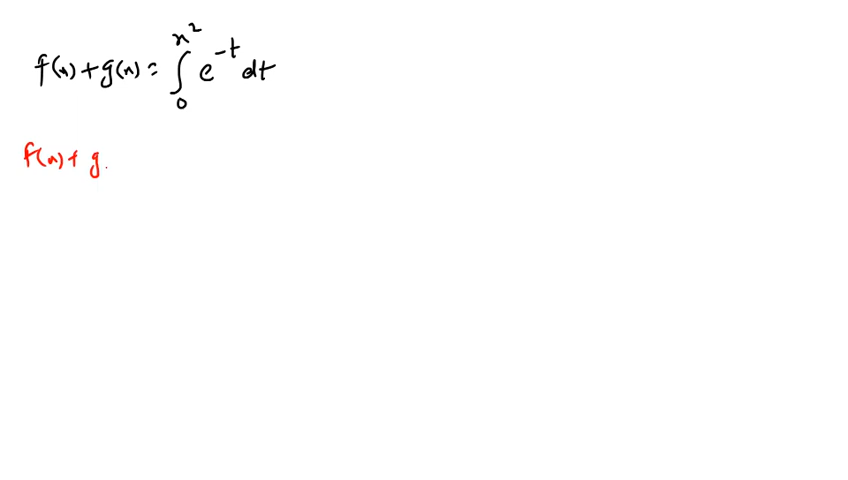 f(x)+g(x) = ∫₀^{x²} e^{-t} dt
f(x)+ g.